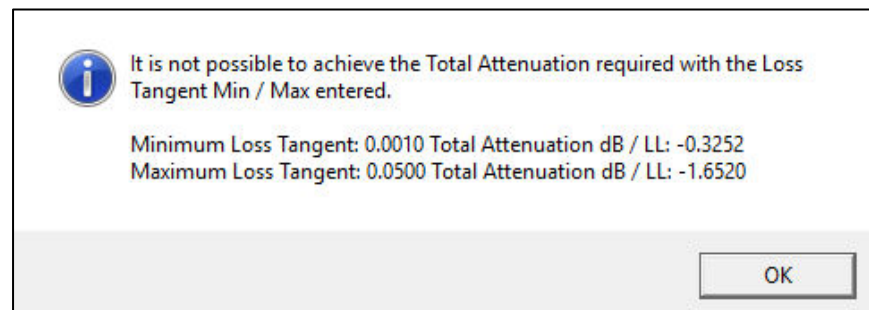 It is not possible to achieve the Total Attenuation required with the Loss
Tangent Min / Max entered.
Minimum Loss Tangent: 0.0010 Total Attenuation dB / LL: -0.3252
Maximum Loss Tangent: 0.0500 Total Attenuation dB / LL: -1.6520
OK